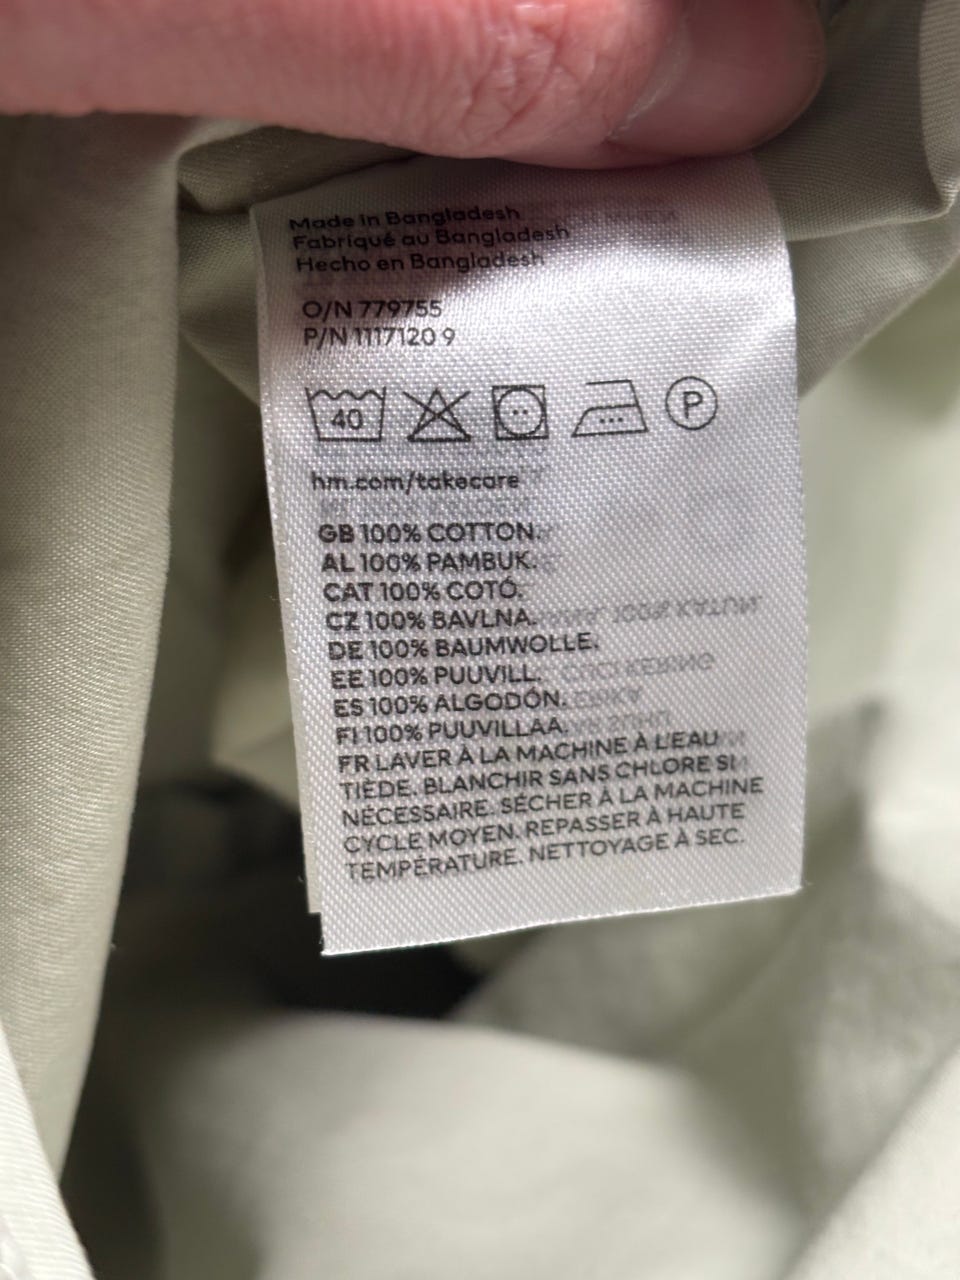 Made in Bangladesh
Fabriqué au Bangladesh
Hecho en Bangladesh
O/N 779755
P/N 1117120 9
40 P
hm.com/takecare
GB 100% COTTON.
AL 100% PAMBUK.
CAT 100% COTÓ.
CZ 100% BAVLNA.
DE 100% BAUMWOLLE.
EE 100% PUUVILL.
ES 100% ALGODÓN.
FI 100% PUUVILLAA.
FR LAVER À LA MACHINE À L'EAU
TIÈDE. BLANCHIR SANS CHLORE SI
NÉCESSAIRE. SÉCHER À LA MACHINE
CYCLE MOYEN. REPASSER À HAUTE
TEMPÉRATURE. NETTOYAGE À SEC.